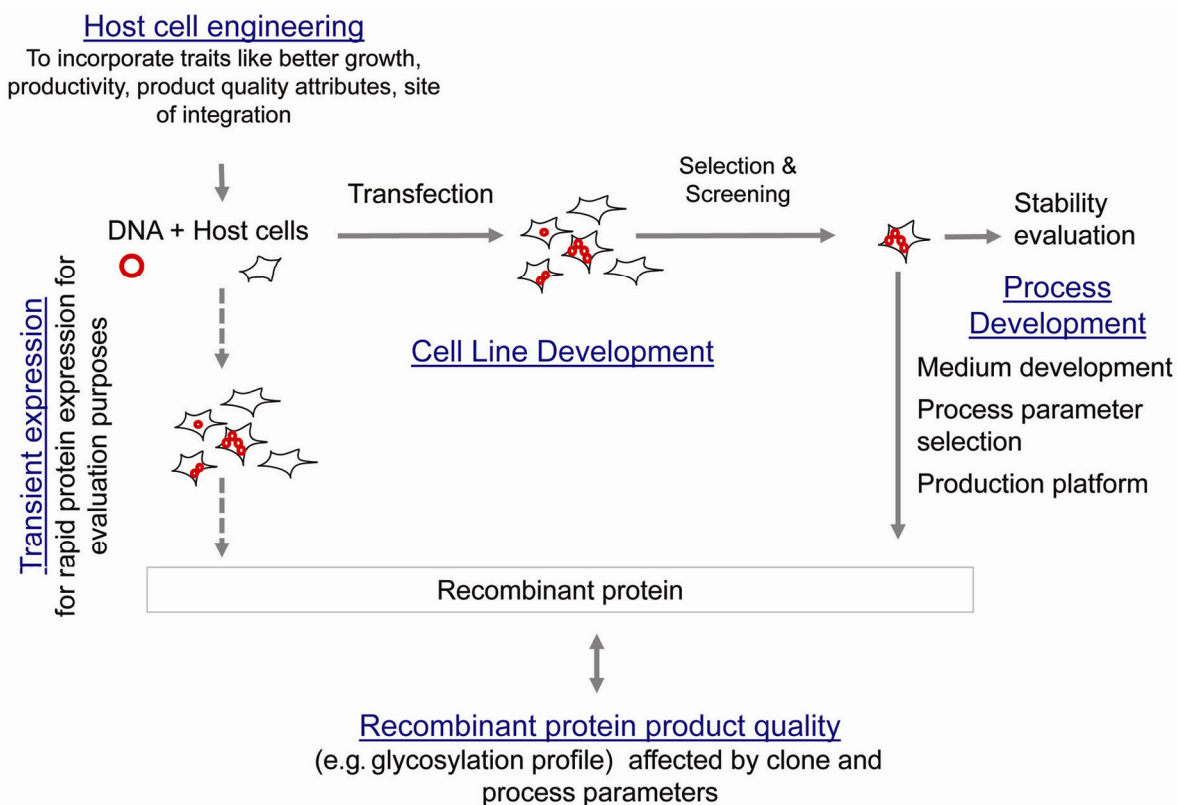 Host cell engineering
To incorporate traits like better growth,
productivity, product quality attributes, site
of integration
DNA + Host cells
Transfection
Selection &
Screening
Stability
evaluation
Transient expression
for rapid protein expression for
evaluation purposes
Cell Line Development
Process
Development
Medium development
Process parameter
selection
Production platform
Recombinant protein
Recombinant protein product quality
(e.g. glycosylation profile) affected by clone and
process parameters